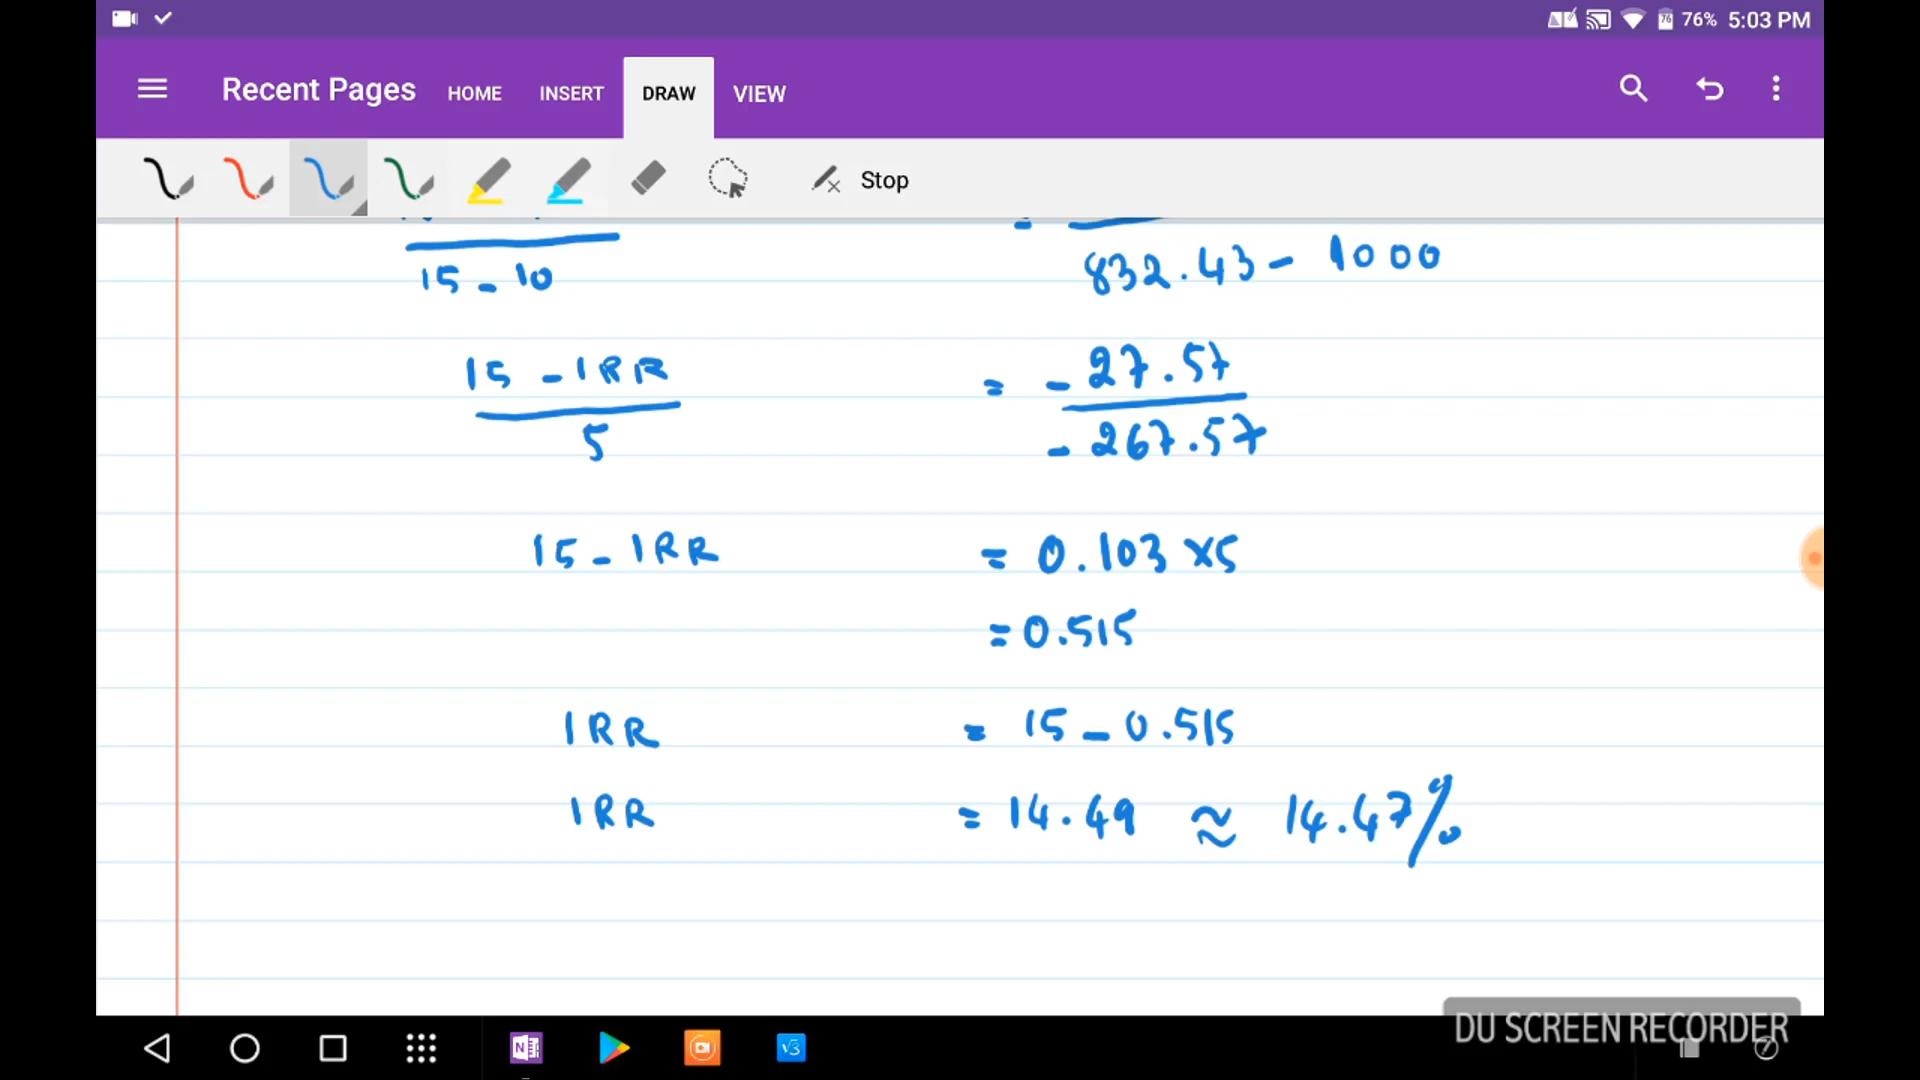 76 76% 5:03 PM
Recent Pages HOME INSERT DRAW VIEW
Stop
=
15 - 10 832.43 - 1000
15 - IRR = - 27.57
5 - 267.57
15 - IRR = 0.103 x5
= 0.515
IRR = 15 - 0.515
IRR = 14.49 ≈ 14.47%
DU SCREEN RECORDER
N
√3